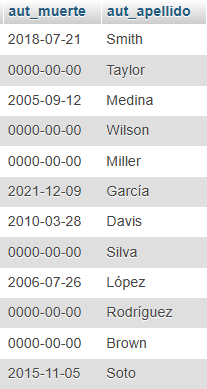 aut_muerte aut_apellido
2018-07-21 Smith
0000-00-00 Taylor
2005-09-12 Medina
0000-00-00 Wilson
0000-00-00 Miller
2021-12-09 García
2010-03-28 Davis
0000-00-00 Silva
2006-07-26 López
0000-00-00 Rodríguez
0000-00-00 Brown
2015-11-05 Soto